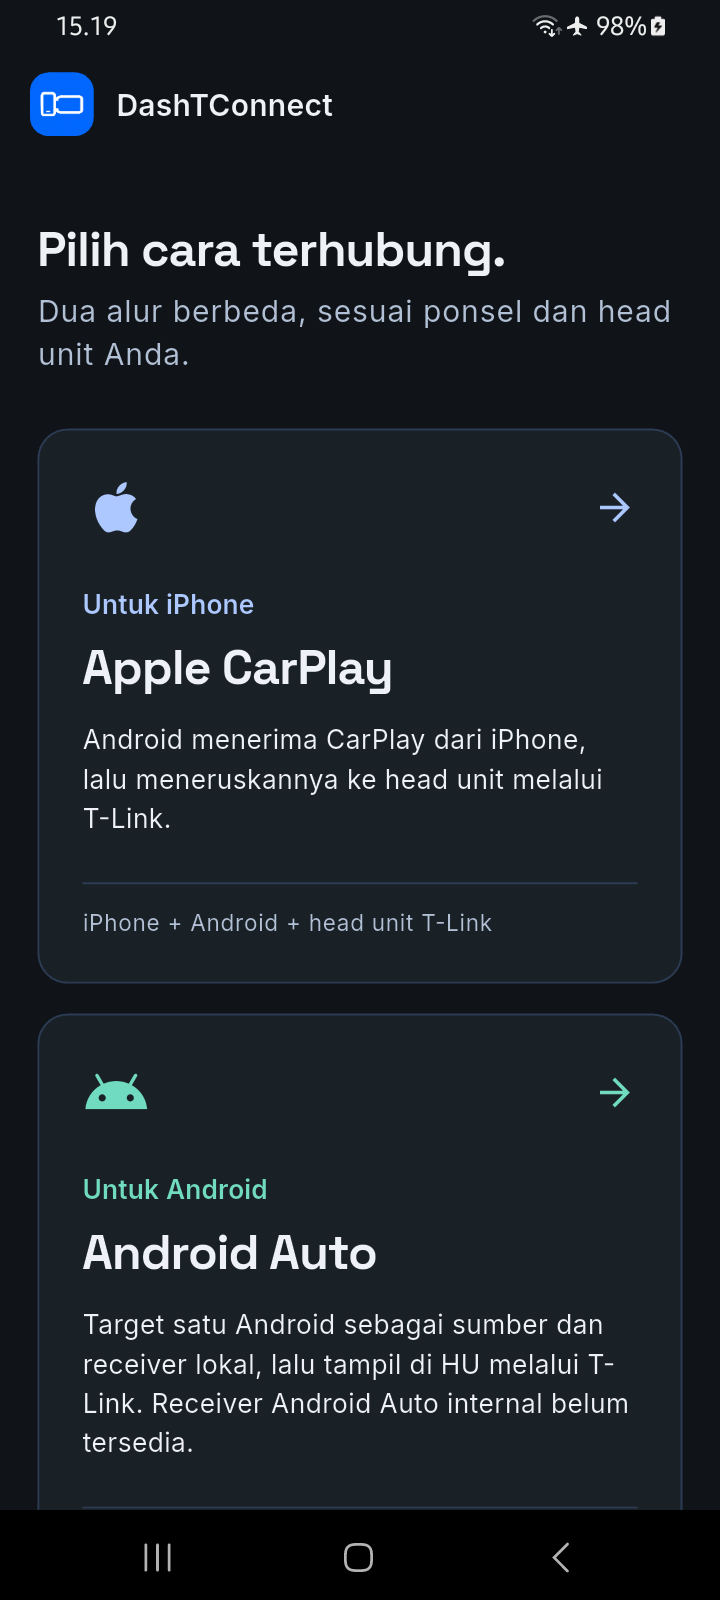 15.19
98%
DashTConnect
Pilih cara terhubung.
Dua alur berbeda, sesuai ponsel dan head
unit Anda.
Untuk iPhone
Apple CarPlay
Android menerima CarPlay dari iPhone,
lalu meneruskannya ke head unit melalui
T-Link.
iPhone + Android + head unit T-Link
Untuk Android
Android Auto
Target satu Android sebagai sumber dan
receiver lokal, lalu tampil di HU melalui T-
Link. Receiver Android Auto internal belum
tersedia.